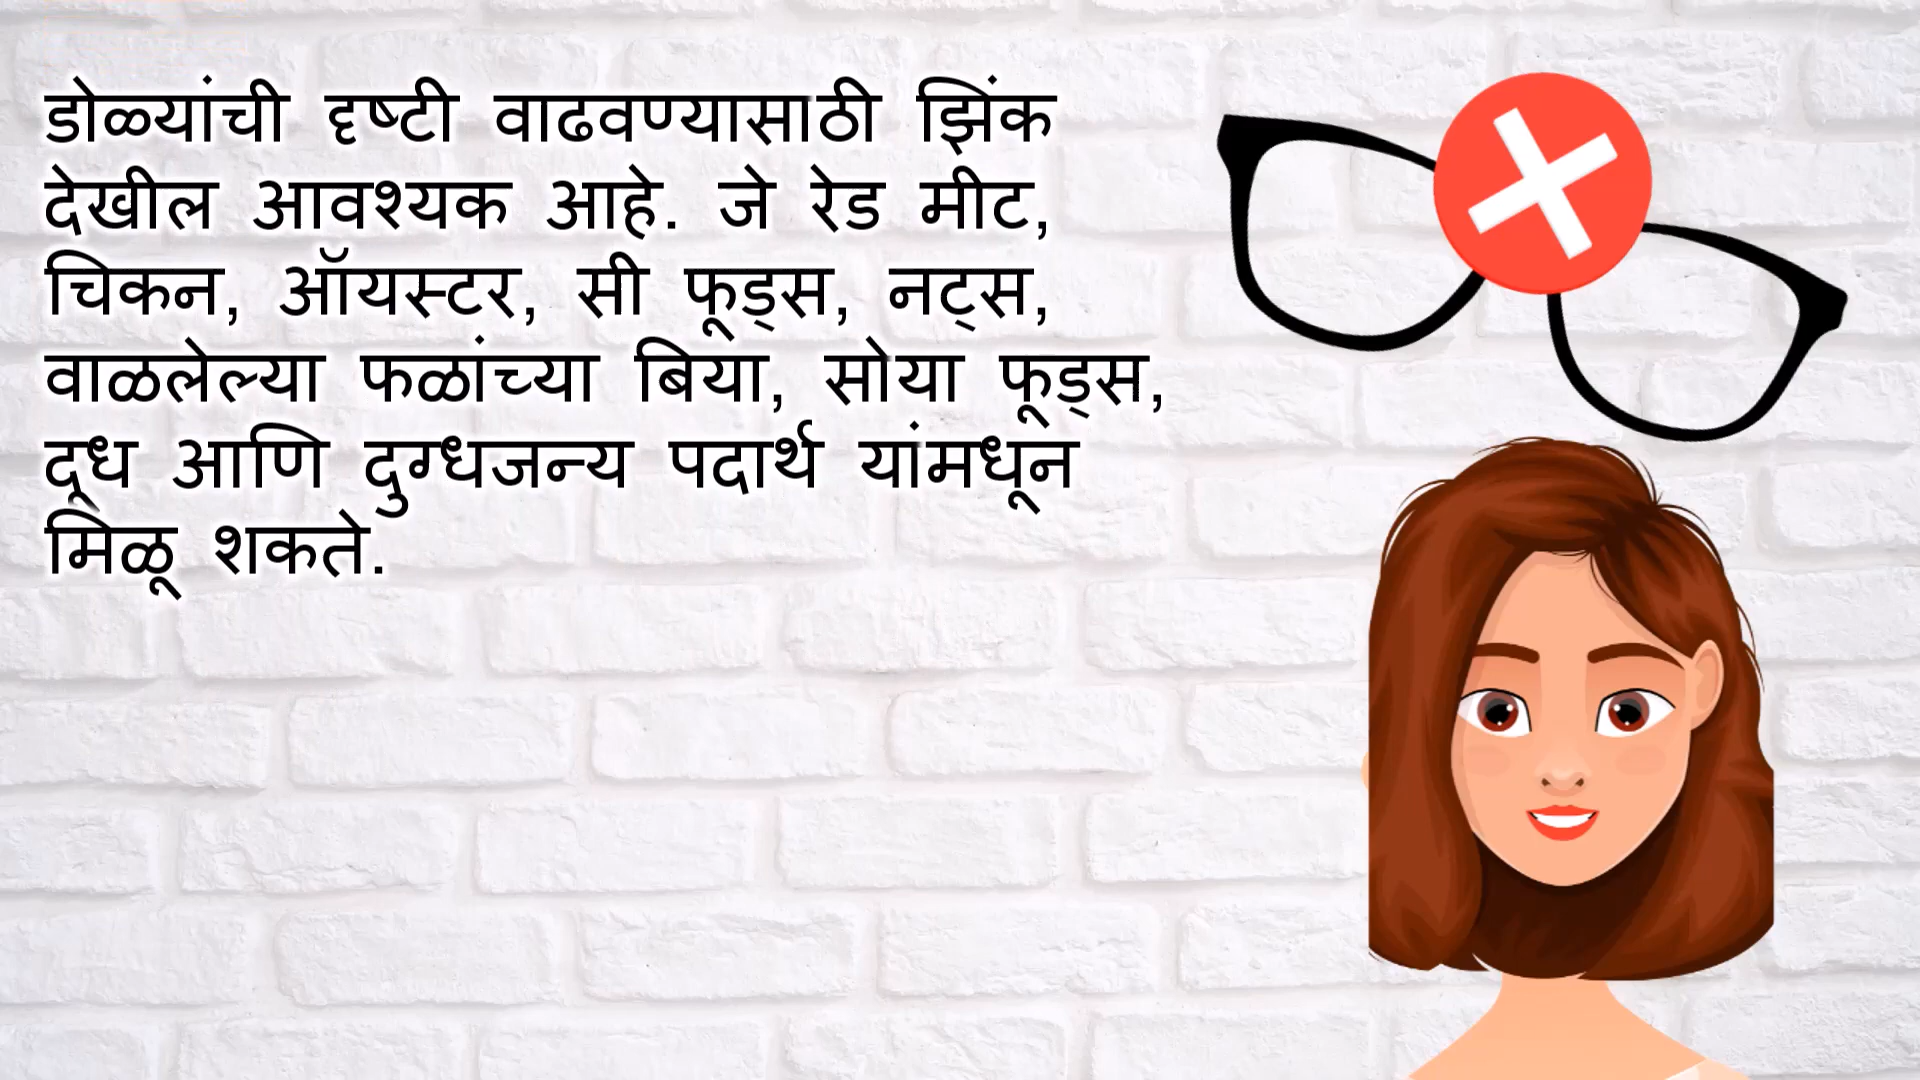 डोळ्यांची दृष्टी वाढवण्यासाठी झिंक
देखील आवश्यक आहे. जे रेड मीट,
चिकन, ऑयस्टर, सी फूड्स, नट्स,
वाळलेल्या फळांच्या बिया, सोया फूड्स,
दूध आणि दुग्धजन्य पदार्थ यांमधून
मिळू शकते.